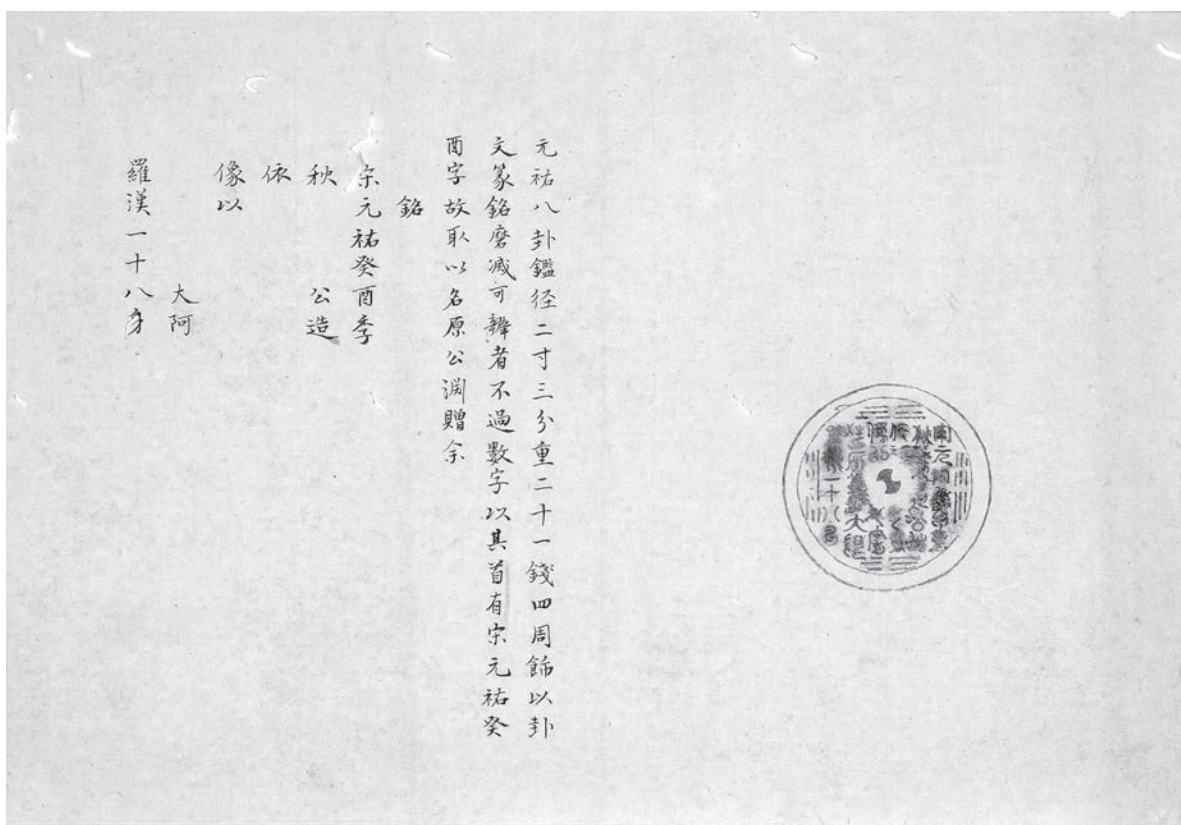 元祐八卦鑑径二寸三分重二十一錢四周飾以卦
文篆銘磨滅可辨者不過數字以其首有宋元祐癸
酉字故取以名原公淵贈余
銘
宋元祐癸酉季
秋　公造
依
像以
大阿
羅漢一十八身